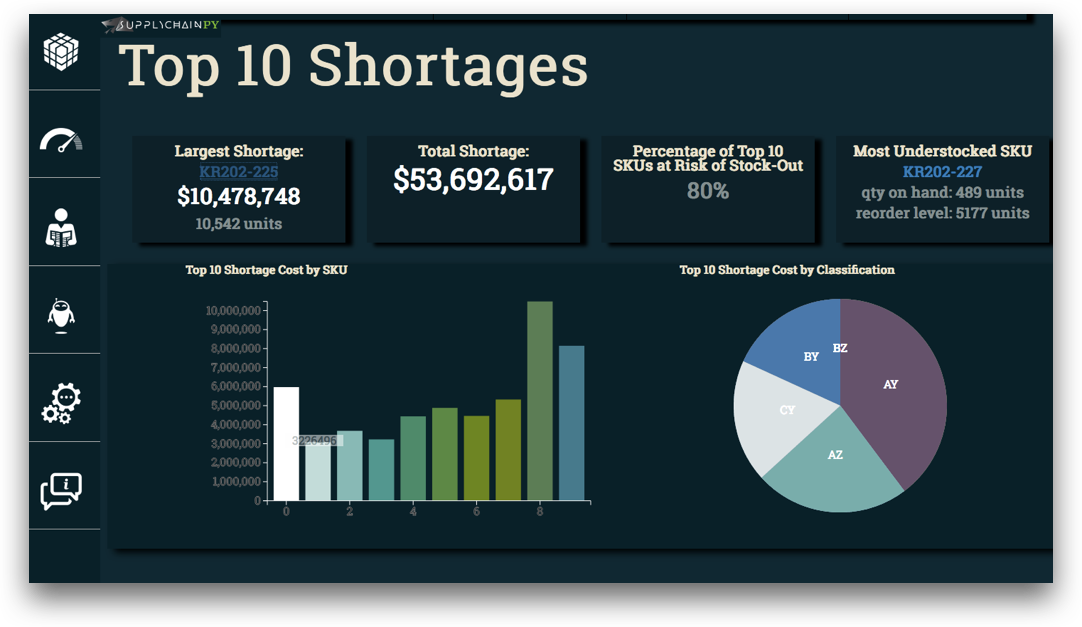 SUPPLYCHAINPY
Top 10 Shortages
Largest Shortage:
KR202-225
$10,478,748
10,542 units
Total Shortage:
$53,692,617
Percentage of Top 10
SKUs at Risk of Stock-Out
80%
Most Understocked SKU
KR202-227
qty on hand: 489 units
reorder level: 5177 units
Top 10 Shortage Cost by SKU
10,000,000
9,000,000
8,000,000
7,000,000
6,000,000
5,000,000
4,000,000
3,000,000
2,000,000
1,000,000
0
3226496
0 2 4 6 8
Top 10 Shortage Cost by Classification
BY
BZ
AY
CY
AZ
i